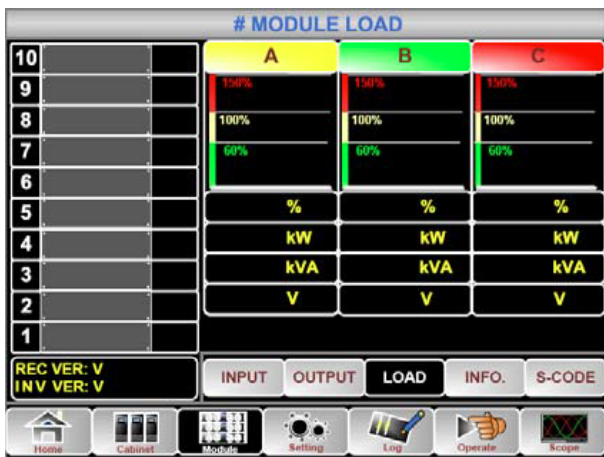 # MODULE LOAD
10
9
8
7
6
5
4
3
2
1
A B C
150% 150% 150%
100% 100% 100%
60% 60% 60%
% % %
kW kW kW
kVA kVA kVA
V V V
REC VER: V
INV VER: V
INPUT OUTPUT LOAD INFO. S-CODE
Home Cabinet Module Setting Log Operate Scope